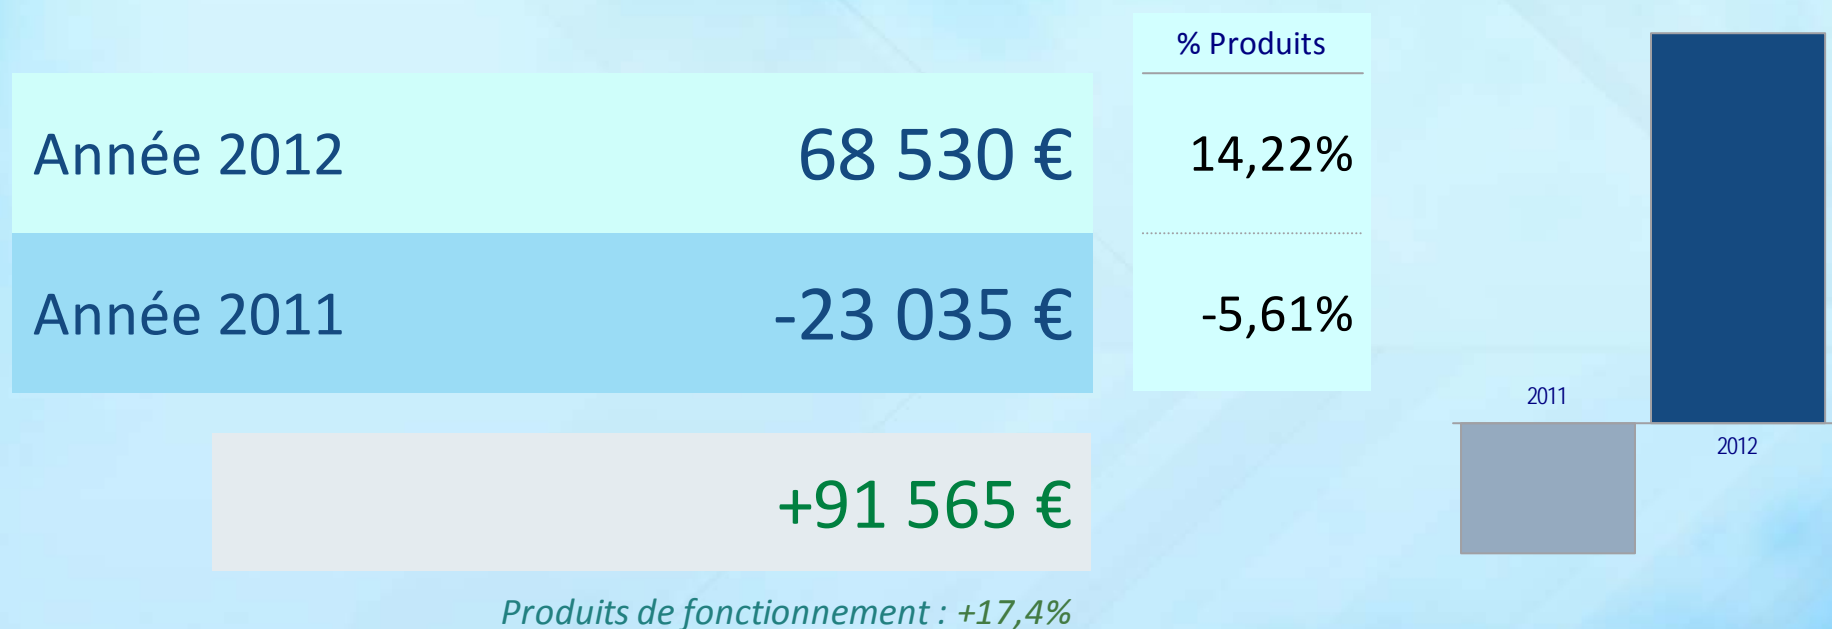 % Produits
Année 2012 68 530 € 14,22%
Année 2011 -23 035 € -5,61%
2011
2012
+91 565 €
Produits de fonctionnement : +17,4%